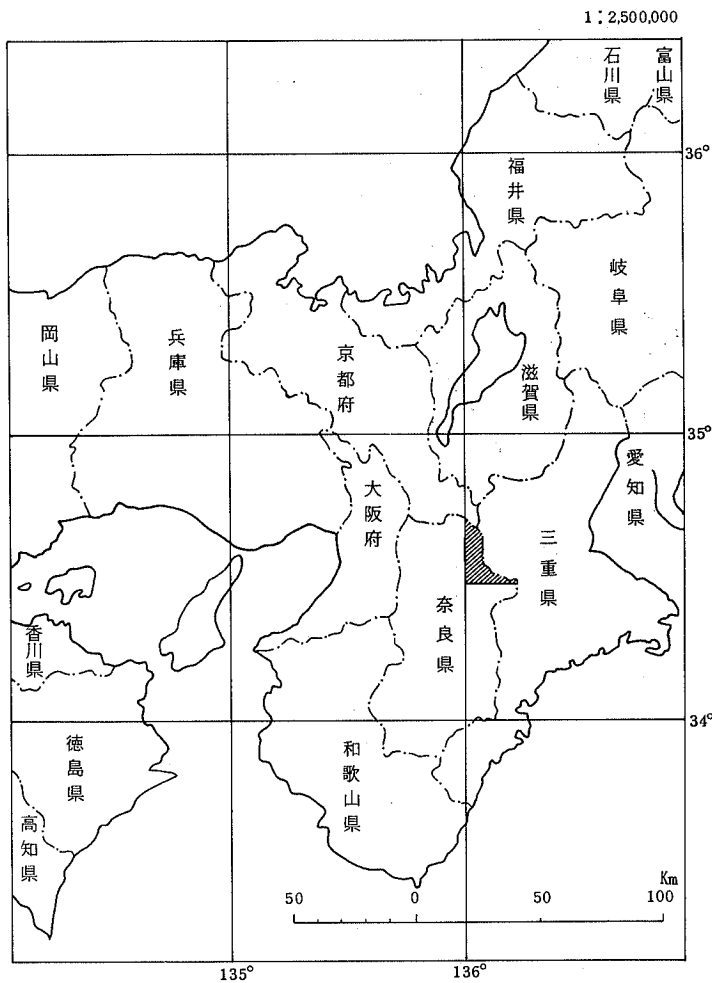 1:2,500,000
石川県
富山県
36°
福井県
岐阜県
岡山県
兵庫県
京都府
滋賀県
35°
愛知県
大阪府
三重県
奈良県
香川県
34°
徳島県
和歌山県
高知県
Km
50 0 50 100
135° 136°